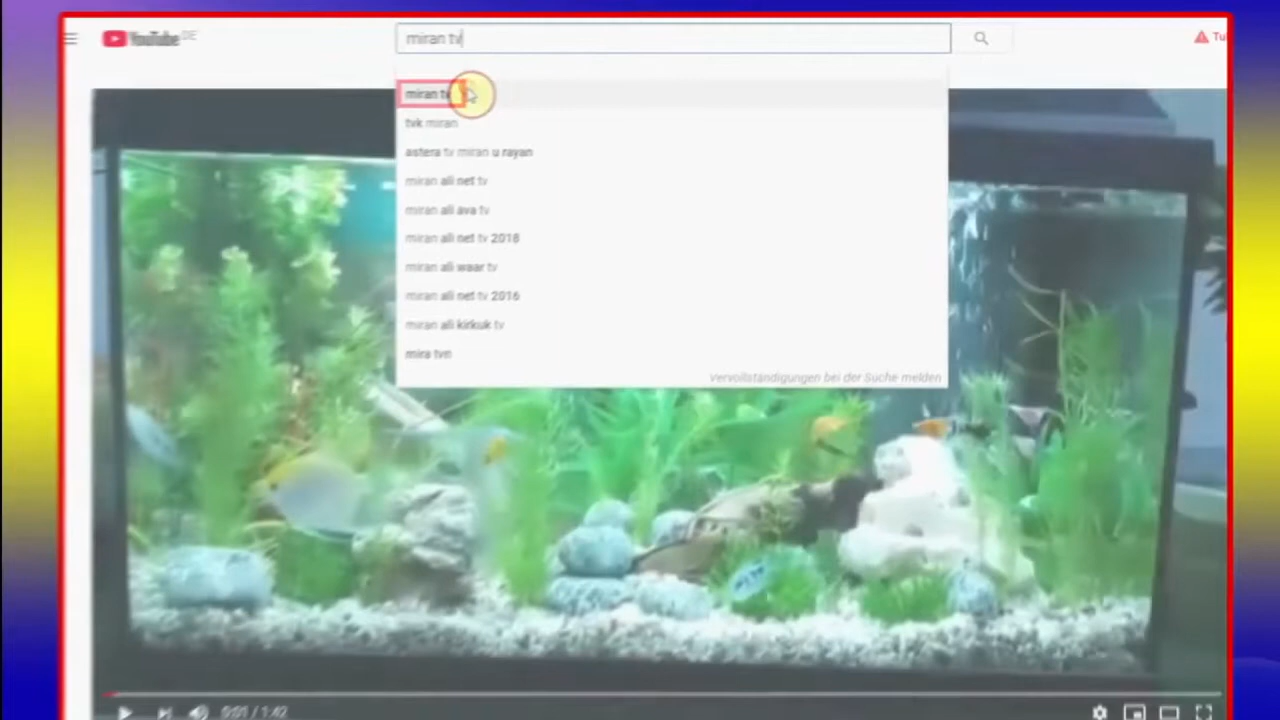 YouTube DE
miran tv
Tu
miran tv
tvk miran
astera tv miran u rayan
miran ali net tv
miran ali ava tv
miran ali net tv 2018
miran ali waar tv
miran ali net tv 2016
miran ali kirkuk tv
mira tvn
Vervollständigungen bei der Suche melden
0:01 / 1:42